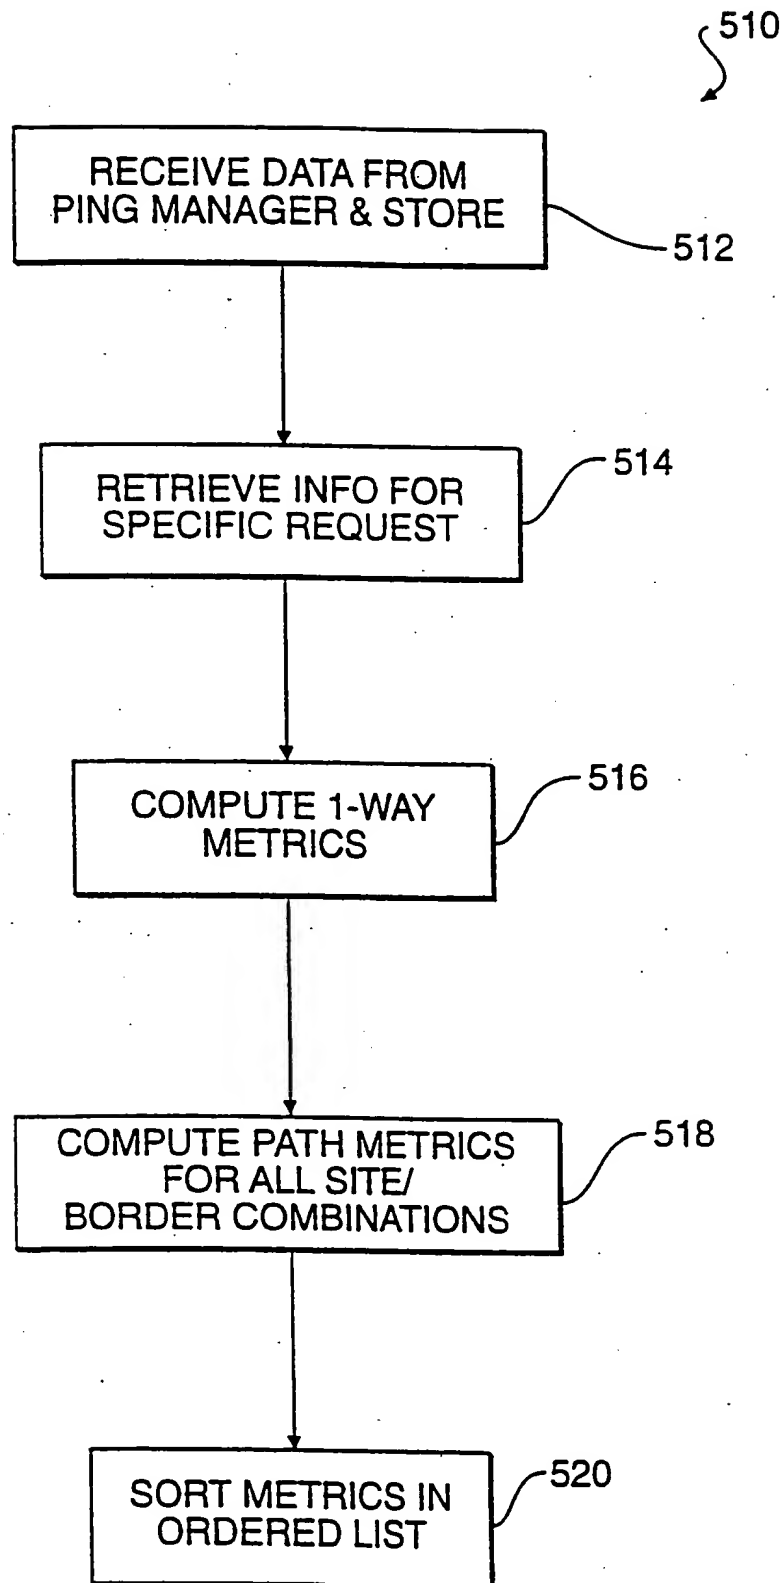 510
RECEIVE DATA FROM
PING MANAGER & STORE
512
RETRIEVE INFO FOR
SPECIFIC REQUEST
514
COMPUTE 1-WAY
METRICS
516
COMPUTE PATH METRICS
FOR ALL SITE/
BORDER COMBINATIONS
518
SORT METRICS IN
ORDERED LIST
520